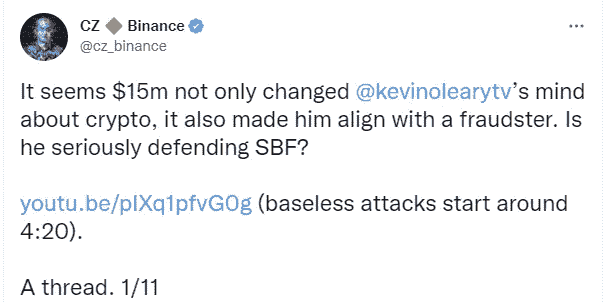 CZ 🔶 Binance
@cz_binance
It seems $15m not only changed @kevinolearytv's mind
about crypto, it also made him align with a fraudster. Is
he seriously defending SBF?
youtu.be/pIXq1pfvG0g (baseless attacks start around
4:20).
A thread. 1/11